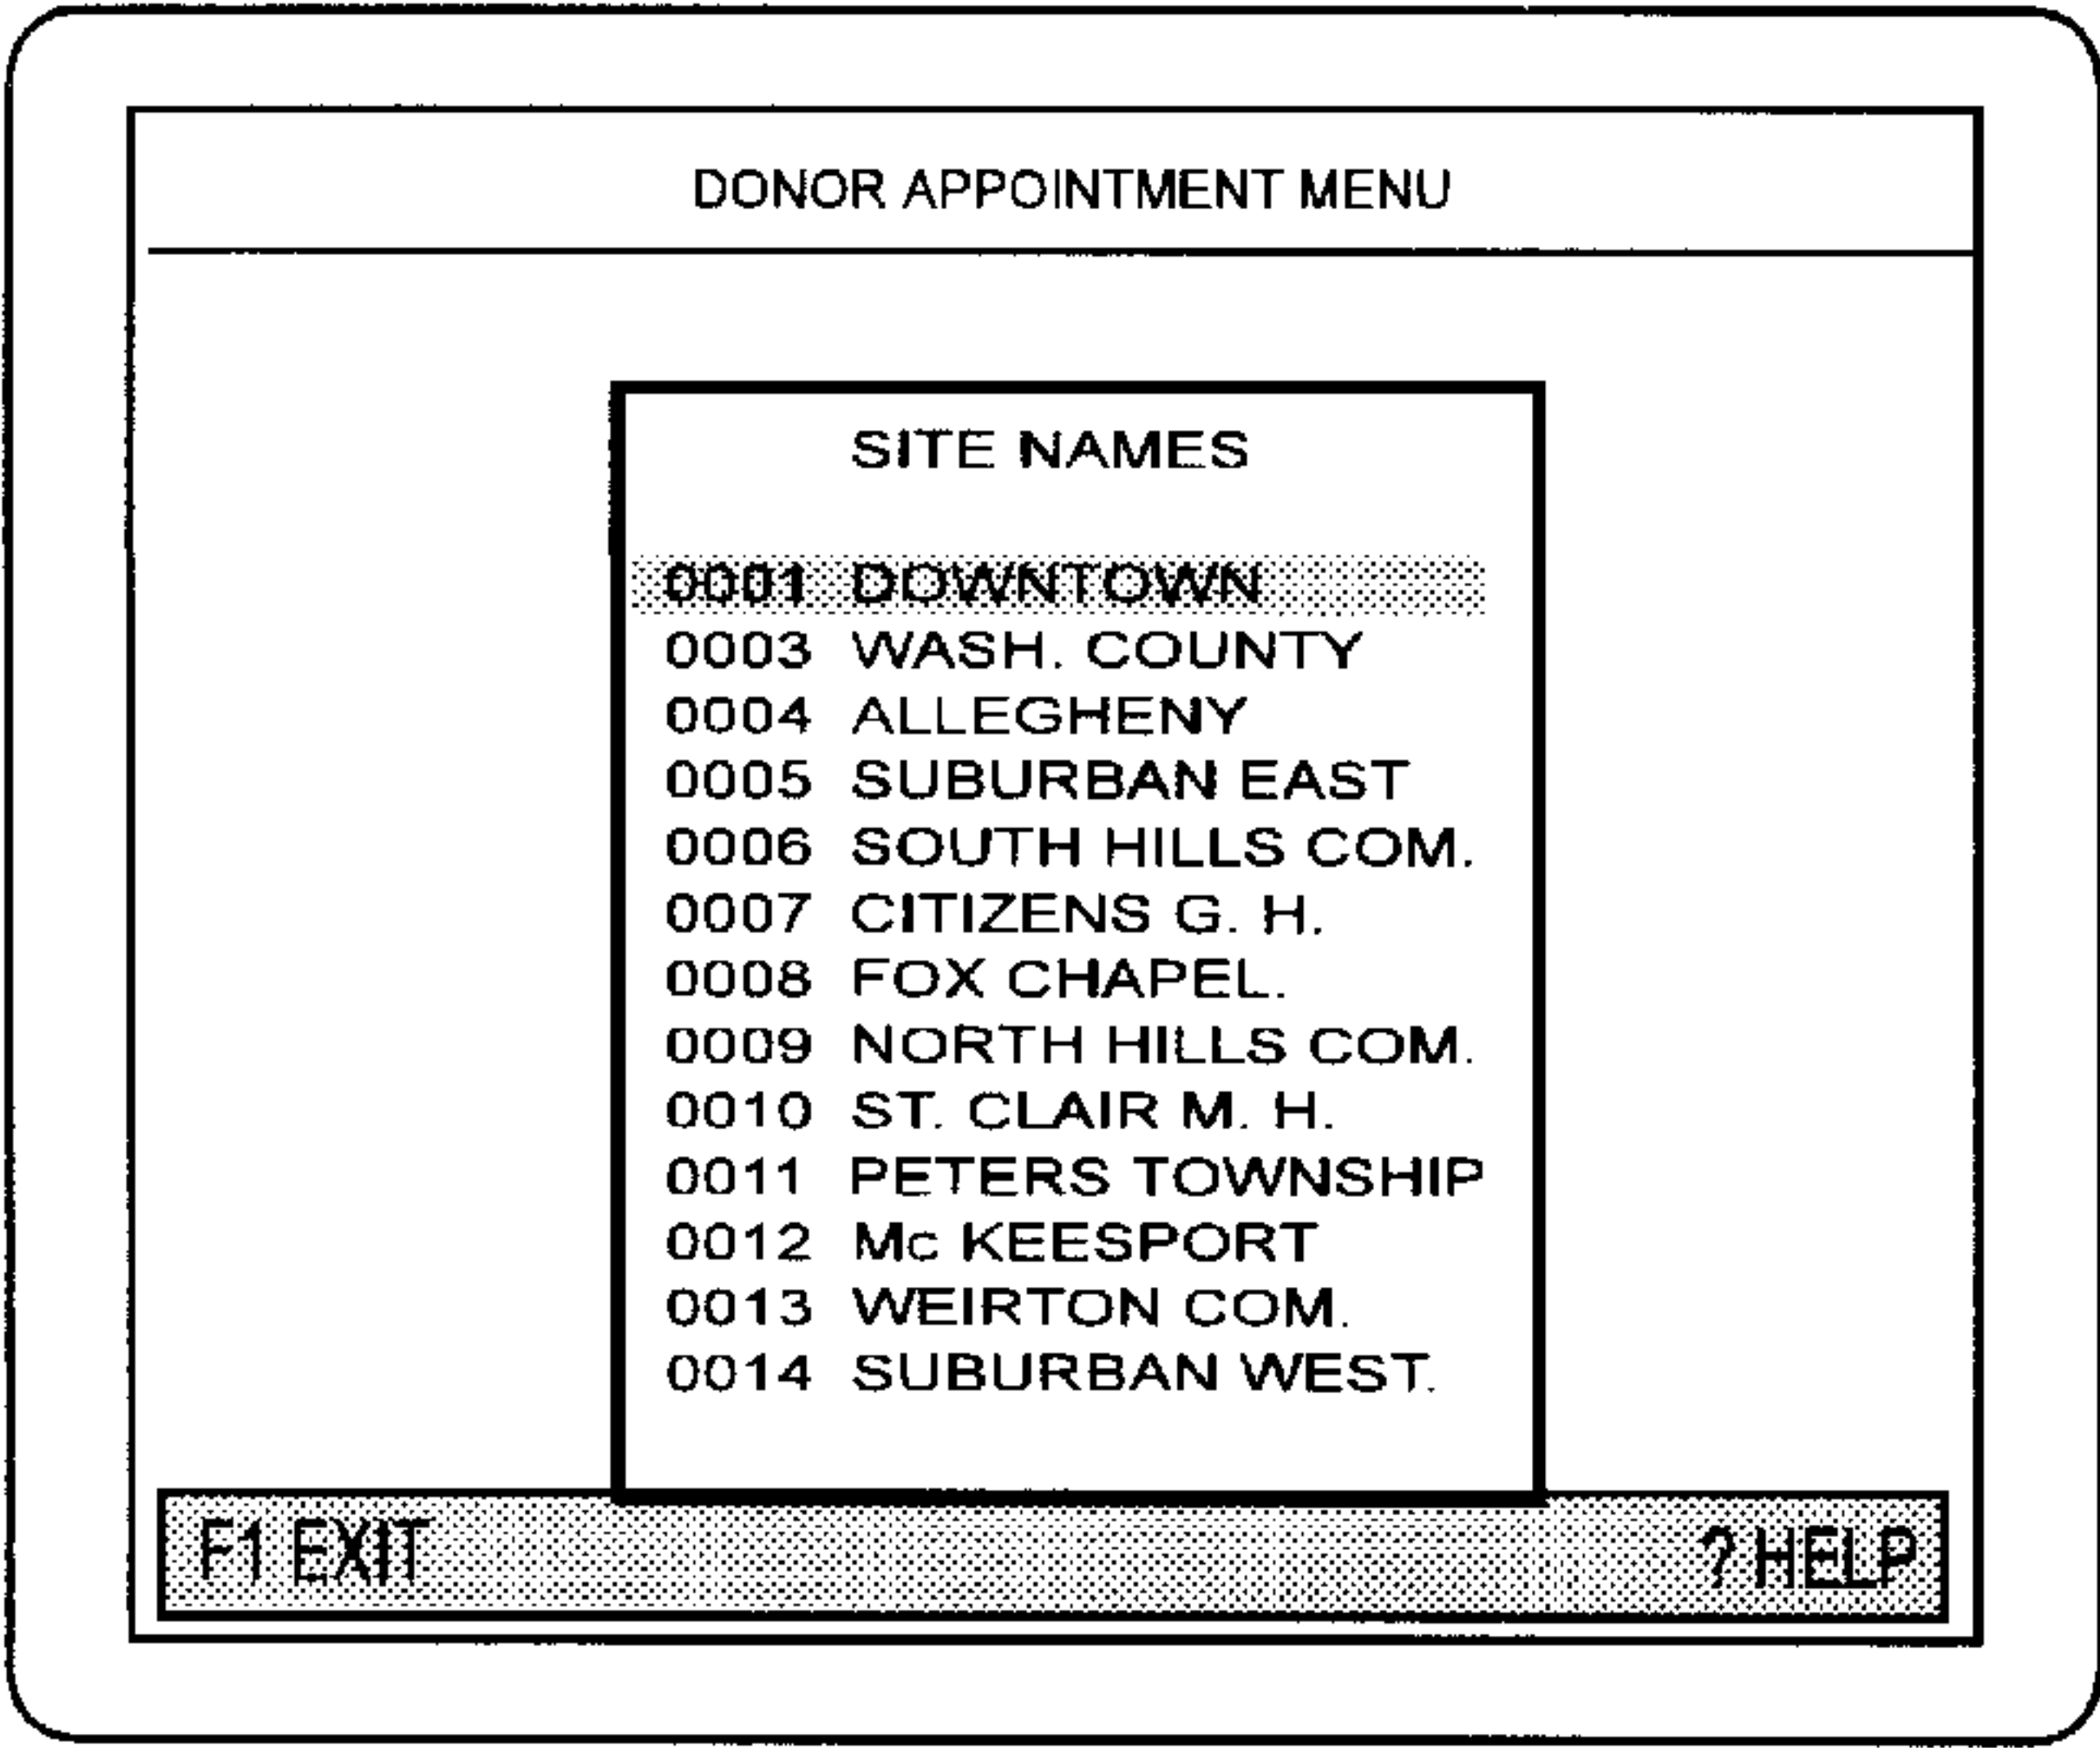 DONOR APPOINTMENT MENU
SITE NAMES
0001 DOWNTOWN
0003 WASH. COUNTY
0004 ALLEGHENY
0005 SUBURBAN EAST
0006 SOUTH HILLS COM.
0007 CITIZENS G. H.
0008 FOX CHAPEL.
0009 NORTH HILLS COM.
0010 ST. CLAIR M. H.
0011 PETERS TOWNSHIP
0012 Mc KEESPORT
0013 WEIRTON COM.
0014 SUBURBAN WEST.
F1 EXIT ? HELP